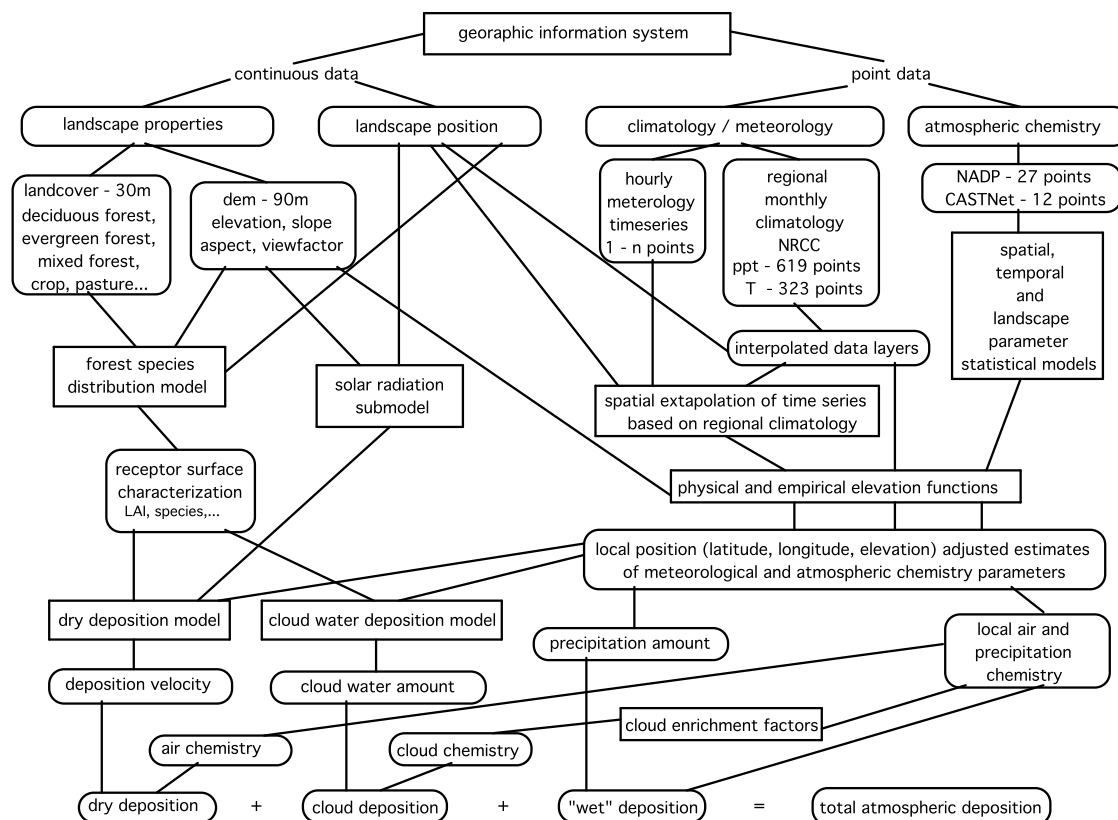 georaphic information system
continuous data
point data
landscape properties
landscape position
climatology / meteorology
atmospheric chemistry
landcover - 30m
deciduous forest,
evergreen forest,
mixed forest,
crop, pasture...
dem - 90m
elevation, slope
aspect, viewfactor
hourly
meterology
timeseries
1 - n points
regional
monthly
climatology
NRCC
ppt - 619 points
T - 323 points
NADP - 27 points
CASTNet - 12 points
spatial,
temporal
and
landscape
parameter
statistical models
interpolated data layers
forest species
distribution model
solar radiation
submodel
spatial extapolation of time series
based on regional climatology
receptor surface
characterization
LAI, species,...
physical and empirical elevation functions
local position (latitude, longitude, elevation) adjusted estimates
of meteorological and atmospheric chemistry parameters
dry deposition model
cloud water deposition model
precipitation amount
local air and
precipitation
chemistry
deposition velocity
cloud water amount
cloud enrichment factors
air chemistry
cloud chemistry
dry deposition + cloud deposition + "wet" deposition = total atmospheric deposition